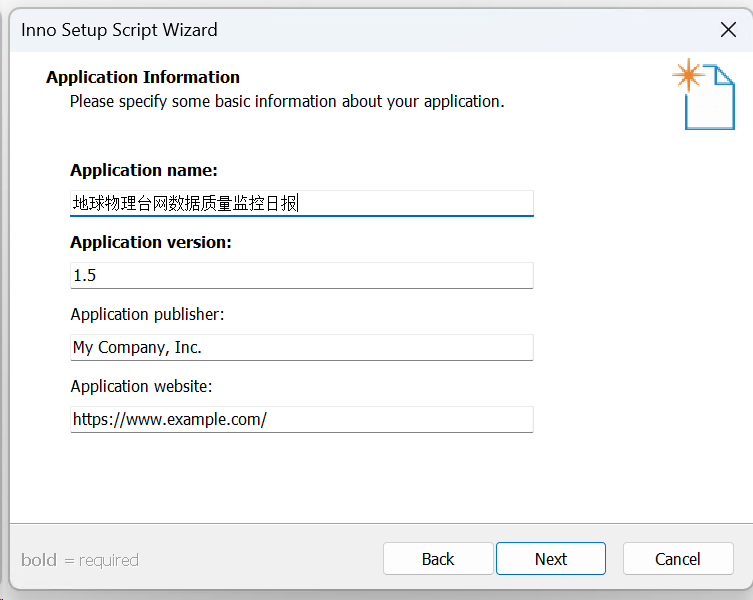 Inno Setup Script Wizard
Application Information
Please specify some basic information about your application.
Application name:
地球物理台网数据质量监控日报
Application version:
1.5
Application publisher:
My Company, Inc.
Application website:
https://www.example.com/
bold = required
Back
Next
Cancel